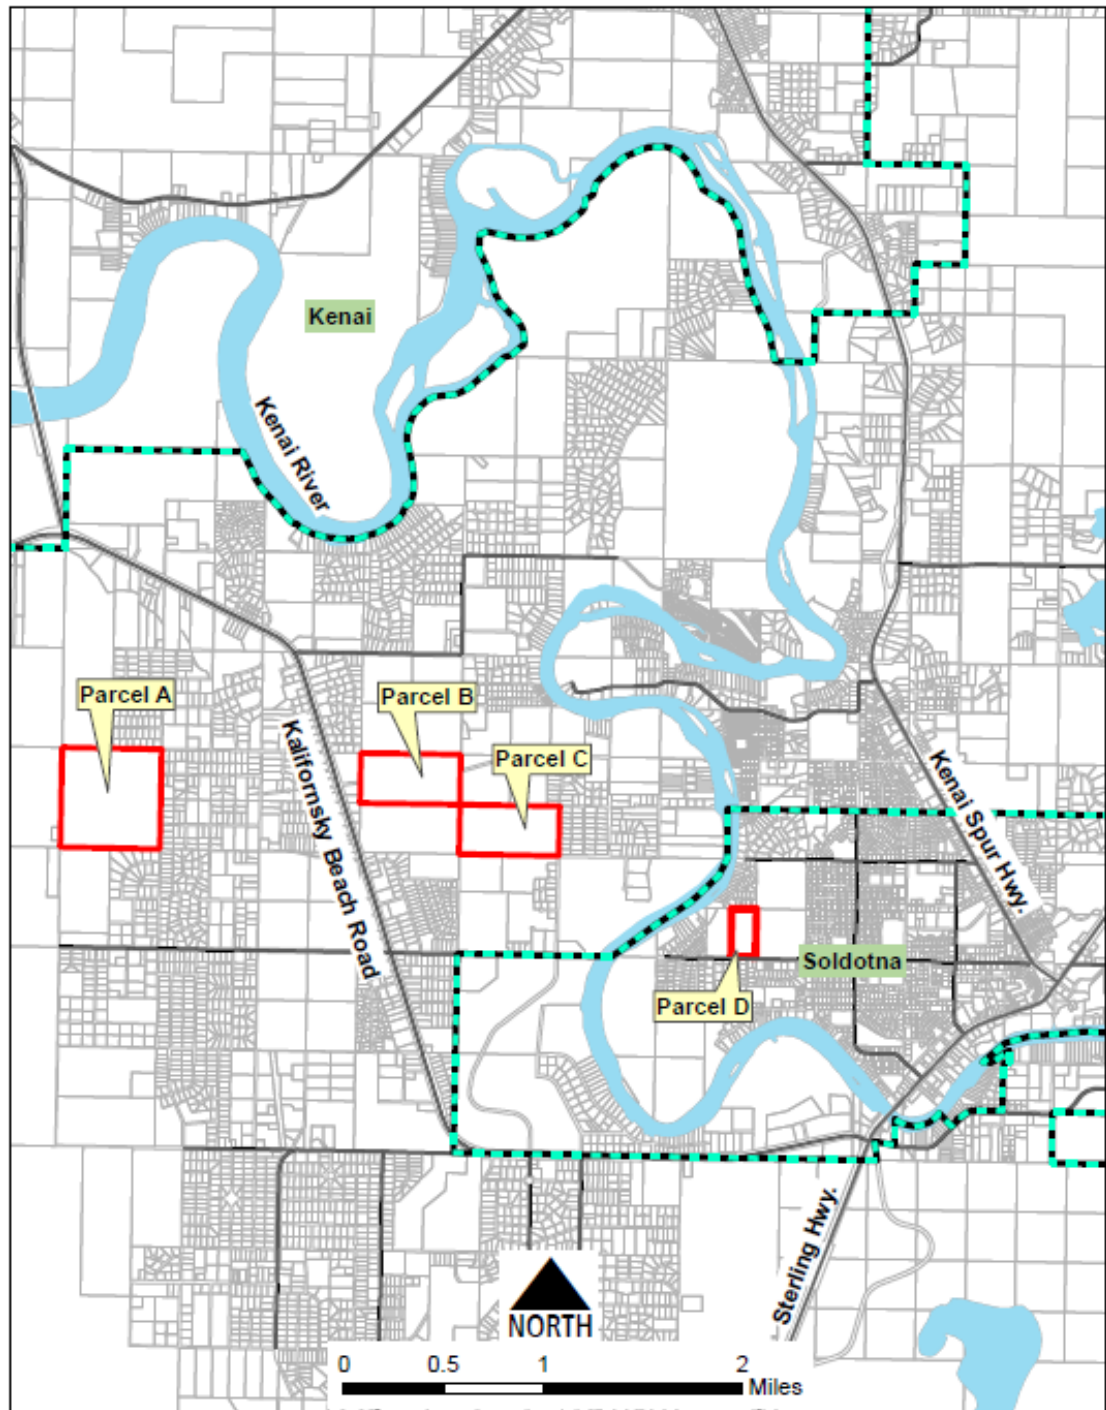 Kenai
Kenai River
Parcel A
Parcel B
Parcel C
Kalifornsky Beach Road
Kenai Spur Hwy.
Soldotna
Parcel D
Sterling Hwy.
NORTH
0 0.5 1 2
Miles